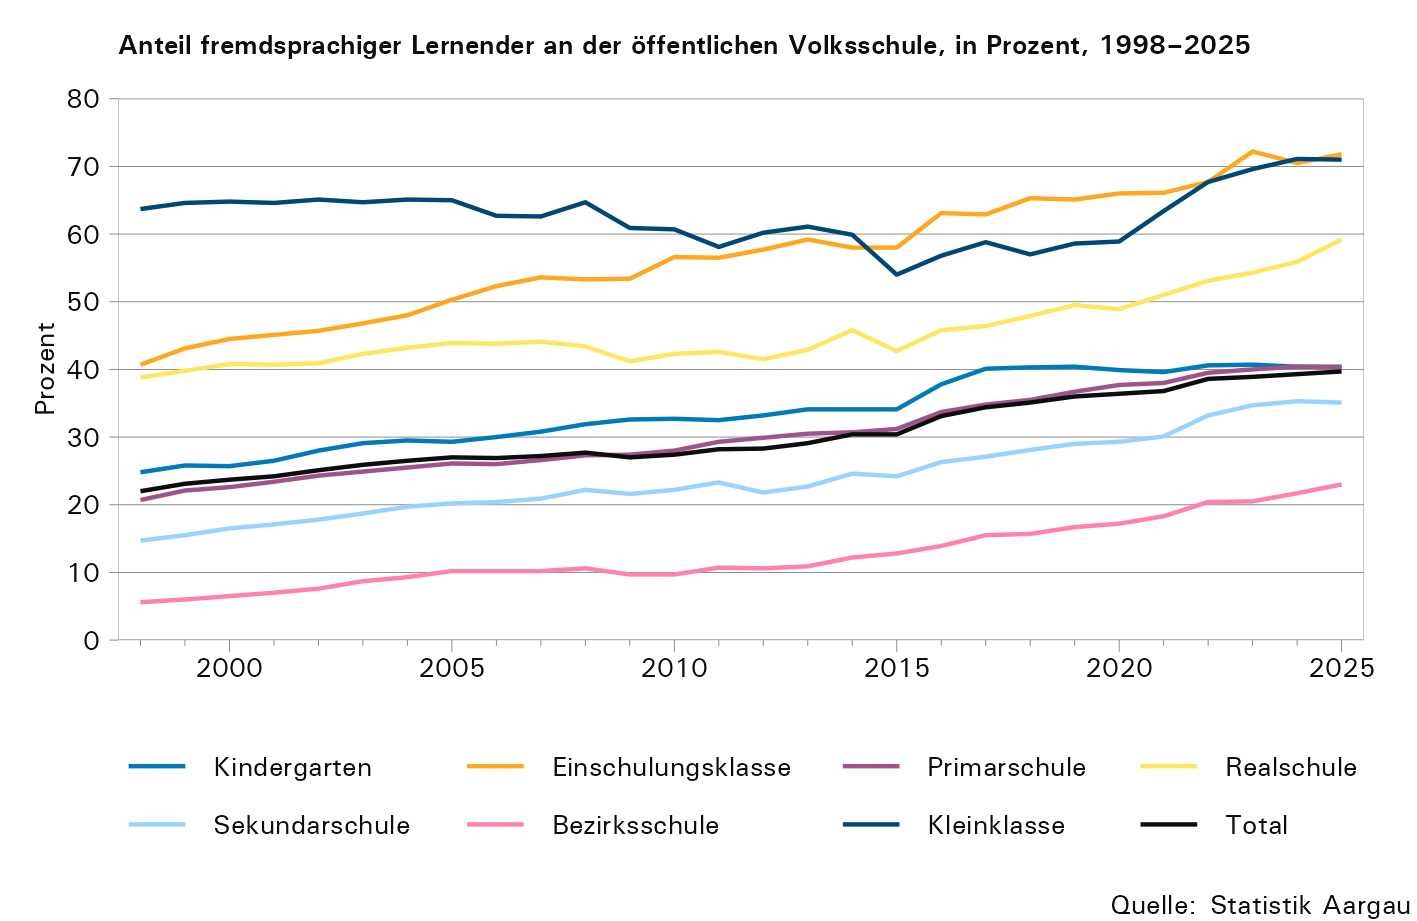 Anteil fremdsprachiger Lernender an der öffentlichen Volksschule, in Prozent, 1998–2025
80
70
60
50
40
30
20
10
0
Prozent
2000 2005 2010 2015 2020 2025
Kindergarten Einschulungsklasse Primarschule Realschule
Sekundarschule Bezirksschule Kleinklasse Total
Quelle: Statistik Aargau